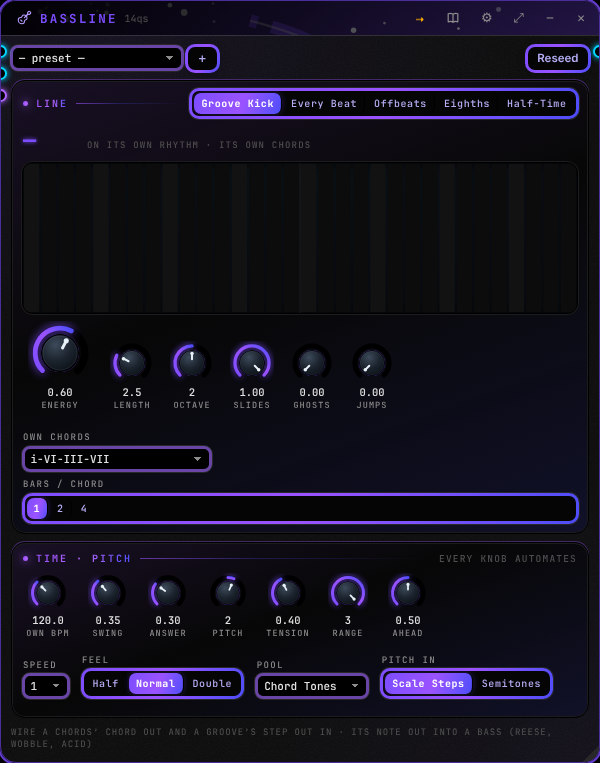 BASSLINE 14qs
— preset — + Reseed
LINE Groove Kick Every Beat Offbeats Eighths Half-Time
ON ITS OWN RHYTHM · ITS OWN CHORDS
0.60 2.5 2 1.00 0.00 0.00
ENERGY LENGTH OCTAVE SLIDES GHOSTS JUMPS
OWN CHORDS
i-VI-III-VII
BARS / CHORD
1 2 4
TIME · PITCH EVERY KNOB AUTOMATES
120.0 0.35 0.30 2 0.40 3 0.50
OWN BPM SWING ANSWER PITCH TENSION RANGE AHEAD
SPEED FEEL POOL PITCH IN
1 Half Normal Double Chord Tones Scale Steps Semitones
WIRE A CHORDS' CHORD OUT AND A GROOVE'S STEP OUT IN · ITS NOTE OUT INTO A BASS (REESE,
WOBBLE, ACID)